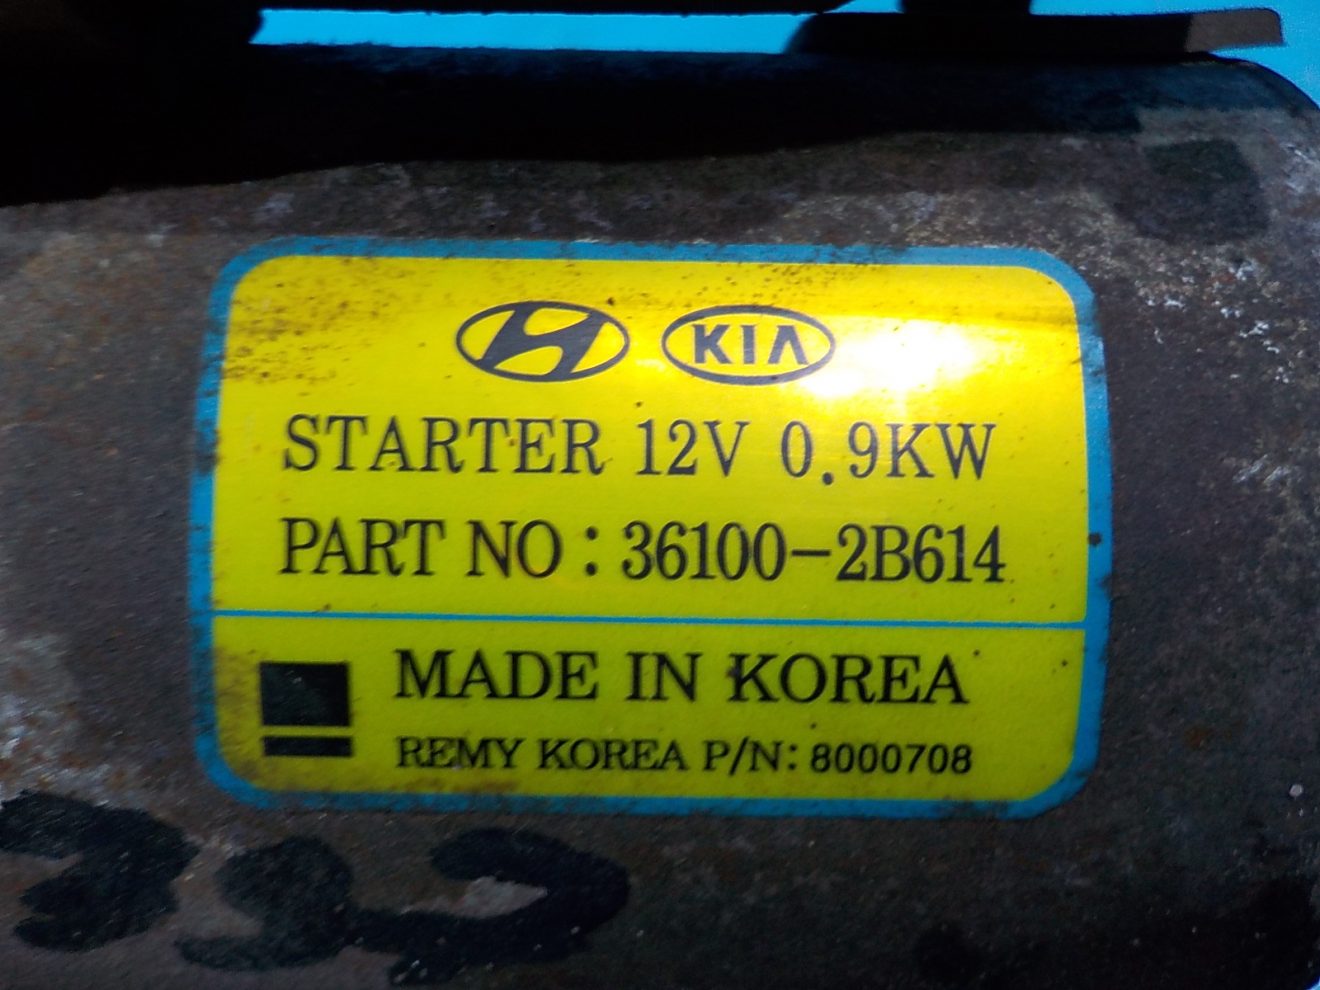 KIA
STARTER 12V 0.9KW
PART NO : 36100-2B614
MADE IN KOREA
REMY KOREA P/N: 8000708